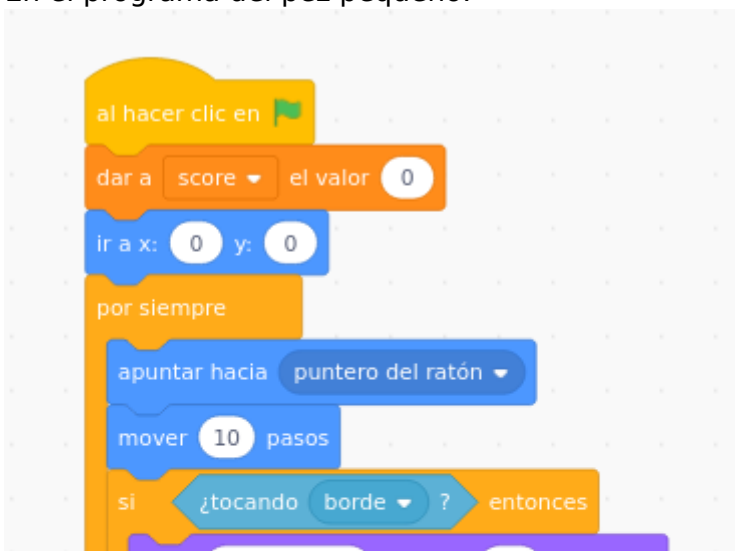 En el programa del pez pequeño:
al hacer clic en
dar a score el valor 0
ir a x: 0 y: 0
por siempre
apuntar hacia puntero del ratón
mover 10 pasos
si ¿tocando borde ? entonces